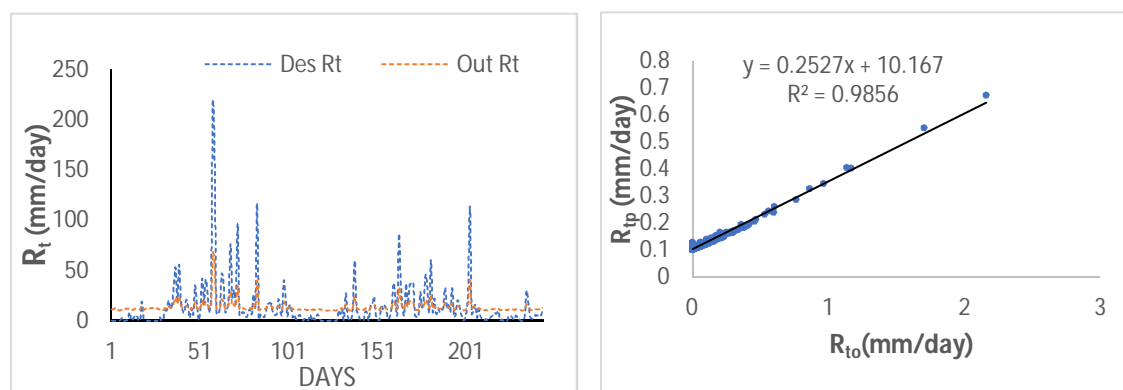 250
200
150
100
50
0
Des Rt
Out Rt
Rt (mm/day)
1 51 101 151 201
DAYS
0.8
0.7
0.6
0.5
0.4
0.3
0.2
0.1
0
y = 0.2527x + 10.167
R² = 0.9856
Rtp (mm/day)
0 1 2 3
Rto(mm/day)